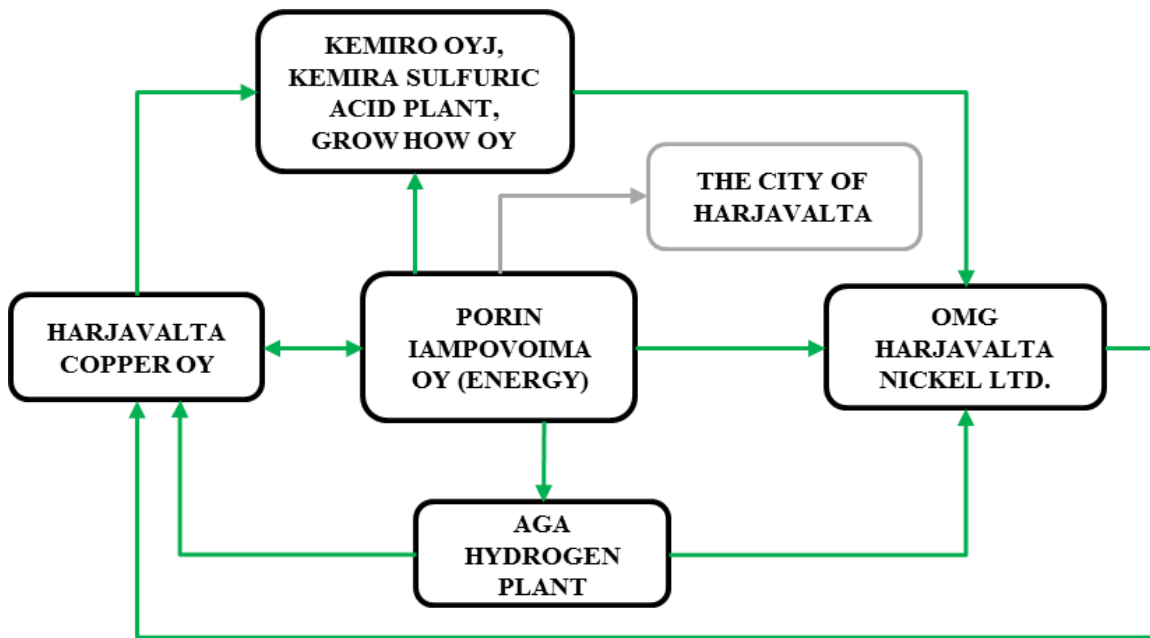 KEMIRO OYJ,
KEMIRA SULFURIC
ACID PLANT,
GROW HOW OY
THE CITY OF
HARJAVALTA
HARJAVALTA
COPPER OY
PORIN
IAMPOVOIMA
OY (ENERGY)
OMG
HARJAVALTA
NICKEL LTD.
AGA
HYDROGEN
PLANT